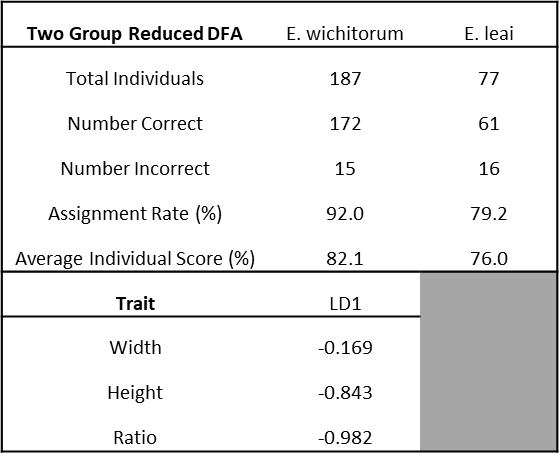 Two Group Reduced DFA E. wichitorum E. leai
Total Individuals 187 77
Number Correct 172 61
Number Incorrect 15 16
Assignment Rate (%) 92.0 79.2
Average Individual Score (%) 82.1 76.0
Trait LD1
Width -0.169
Height -0.843
Ratio -0.982